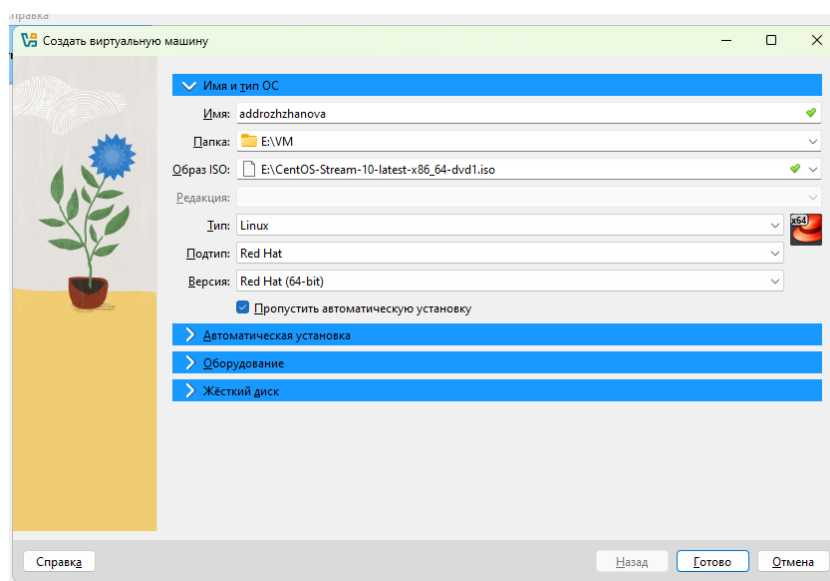 Справка
Создать виртуальную машину
Имя и тип ОС
Имя: addrozhzhanova
Папка: E:\VM
Образ ISO: E:\CentOS-Stream-10-latest-x86_64-dvd1.iso
Редакция:
Тип: Linux
x64
Подтип: Red Hat
Версия: Red Hat (64-bit)
Пропустить автоматическую установку
Автоматическая установка
Оборудование
Жёсткий диск
Справка Назад Готово Отмена